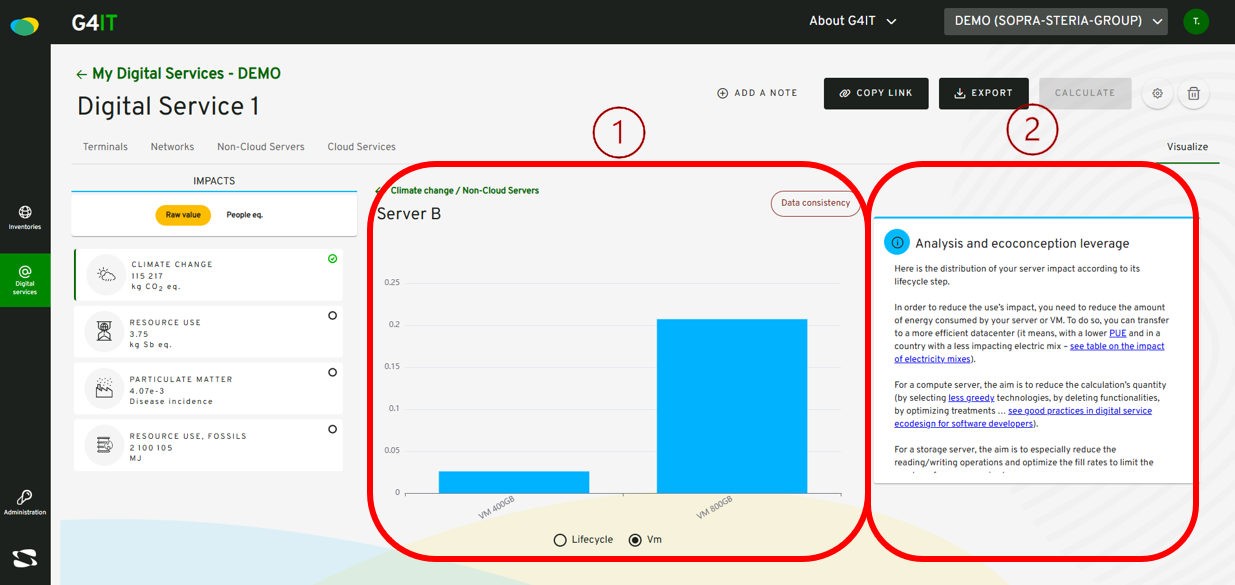 G4IT
About G4IT
DEMO (SOPRA-STERIA-GROUP)
T.
My Digital Services - DEMO
Digital Service 1
ADD A NOTE
COPY LINK
EXPORT
CALCULATE
1
2
Terminals
Networks
Non-Cloud Servers
Cloud Services
Visualize
Inventories
Digital
services
Administration
IMPACTS
Raw value
People eq.
CLIMATE CHANGE
115 217
kg CO₂ eq.
RESOURCE USE
3.75
kg Sb eq.
PARTICULATE MATTER
4.07e-3
Disease incidence
RESOURCE USE, FOSSILS
2 100 105
MJ
Climate change / Non-Cloud Servers
Server B
Data consistency
0.25
0.2
0.15
0.1
0.05
0
VM 400GB
VM 800GB
Lifecycle
Vm
Analysis and ecoconception leverage
Here is the distribution of your server impact according to its
lifecycle step.
In order to reduce the use's impact, you need to reduce the amount
of energy consumed by your server or VM. To do so, you can transfer
to a more efficient datacenter (it means, with a lower PUE and in a
country with a less impacting electric mix – see table on the impact
of electricity mixes).
For a compute server, the aim is to reduce the calculation's quantity
(by selecting less greedy technologies, by deleting functionalities,
by optimizing treatments … see good practices in digital service
ecodesign for software developers).
For a storage server, the aim is to especially reduce the
reading/writing operations and optimize the fill rates to limit the